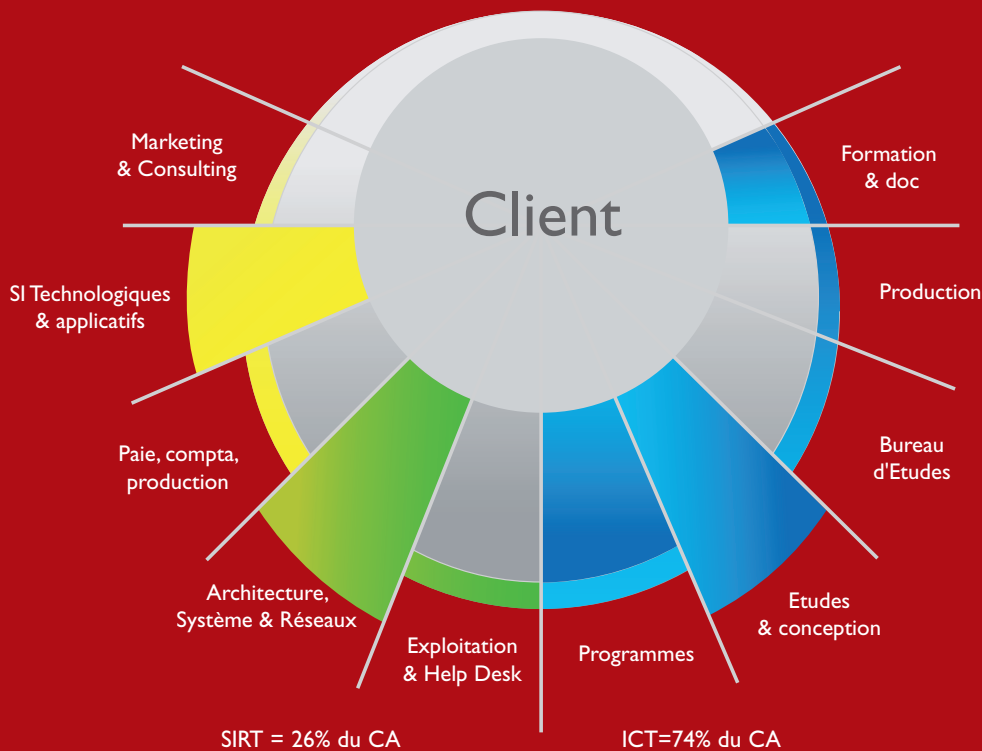 Client
Marketing
& Consulting
SI Technologiques
& applicatifs
Paie, compta,
production
Architecture,
Système & Réseaux
Exploitation
& Help Desk
Programmes
Etudes
& conception
Bureau
d'Etudes
Production
Formation
& doc
SIRT = 26% du CA
ICT=74% du CA